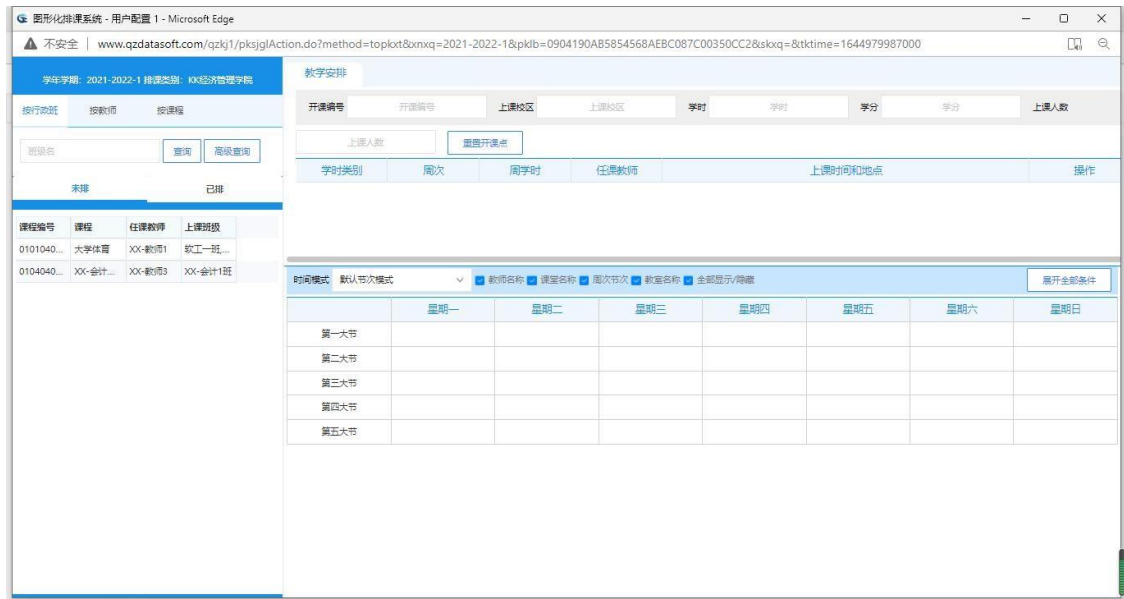 图形化排课系统 - 用户配置 1 - Microsoft Edge
不安全 | www.qzdatasoft.com/qzkj1/pksjglAction.do?method=topkxt&xnxq=2021-2022-1&pklb=0904190AB5854568AEBC087C00350CC2&skxq=&tktime=1644979987000
学年学期: 2021-2022-1 排课类别: KK经济管理学院
按行政班 按教师 按课程
班级名 查询 高级查询
未排 已排
课程编号 课程 任课教师 上课班级
0101040... 大学体育 XX-教师1 软工一班,...
0104040... XX-会计... XX-教师3 XX-会计1班
教学安排
开课编号 开课编号 上课校区 上课校区 学时 学时 学分 学分 上课人数
上课人数 重置开课点
学时类别 周次 周学时 任课教师 上课时间和地点 操作
时间模式 默认节次模式 教师名称 课堂名称 周次节次 教室名称 全部显示/隐藏 展开全部条件
星期一 星期二 星期三 星期四 星期五 星期六 星期日
第一大节
第二大节
第三大节
第四大节
第五大节